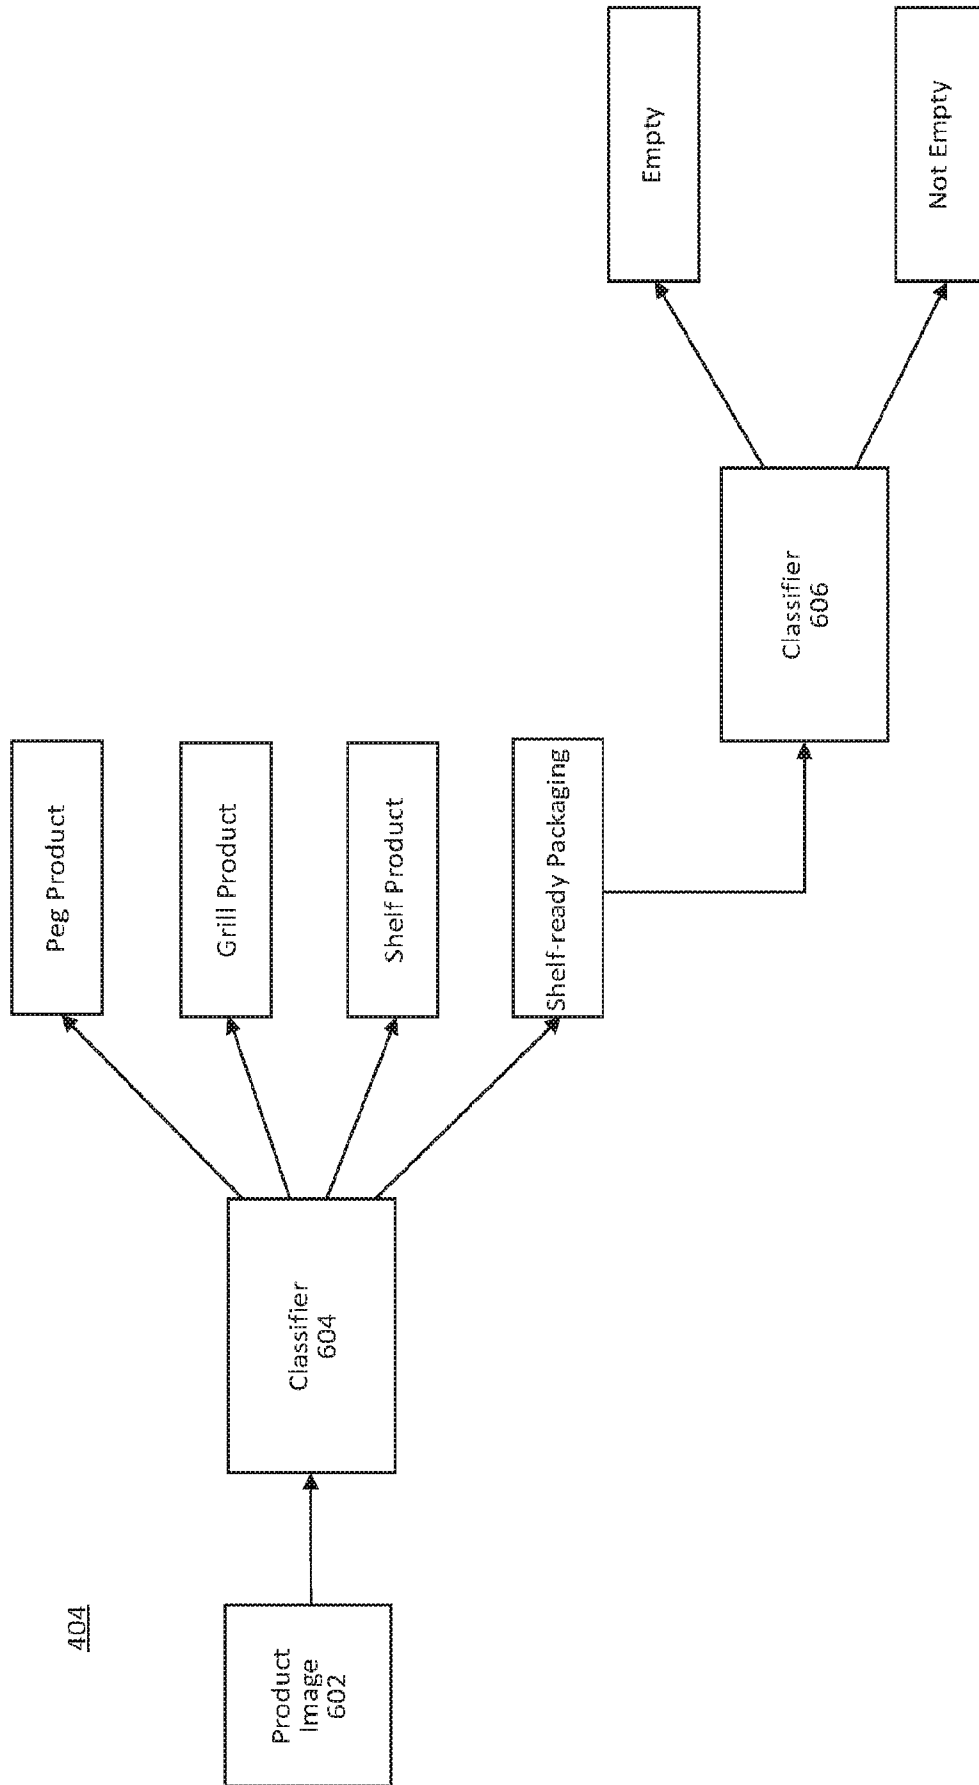 404
Product
Image
602
Classifier
604
Peg Product
Grill Product
Shelf Product
Shelf-ready Packaging
Classifier
606
Empty
Not Empty